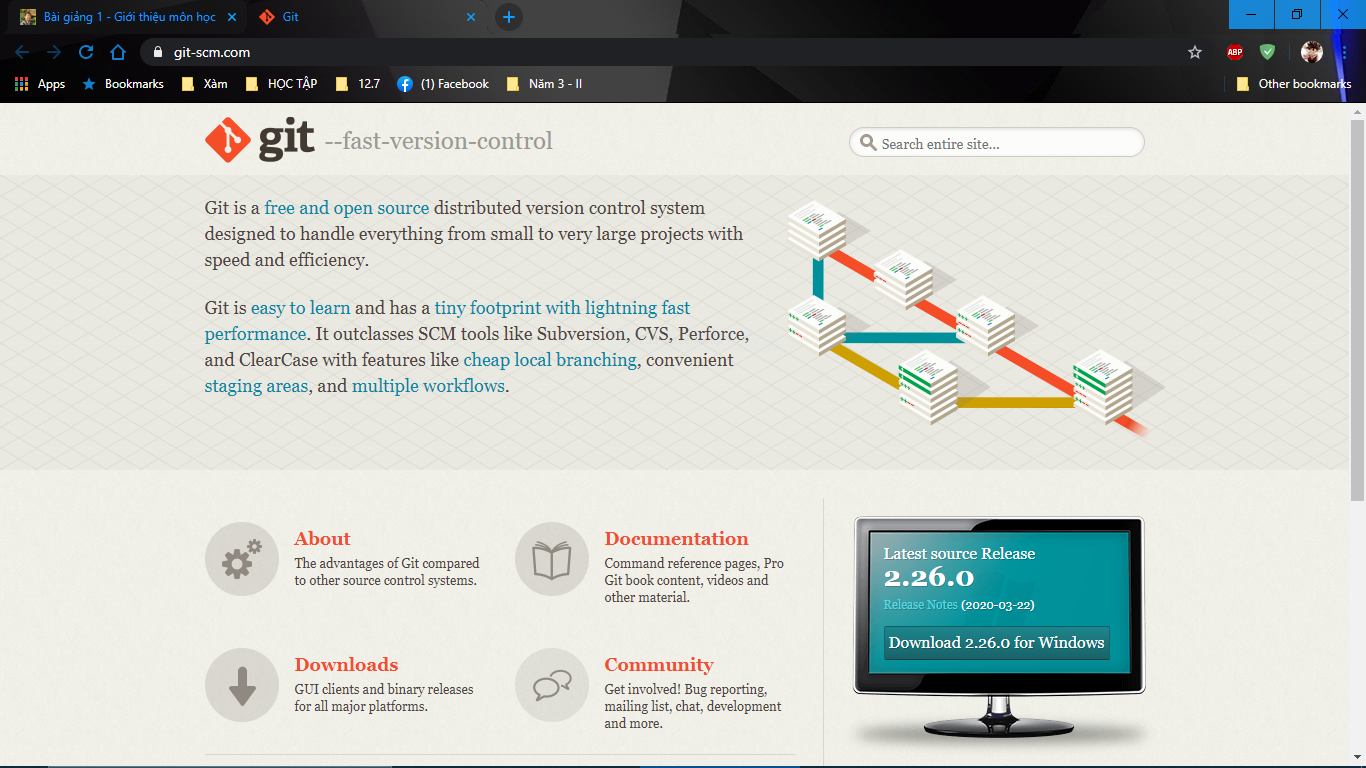 Bài giảng 1 - Giới thiệu môn học
Git
git-scm.com
ABP
Apps
Bookmarks
Xàm
HỌC TẬP
12.7
(1) Facebook
Năm 3 - II
Other bookmarks
git --fast-version-control
Search entire site...
Git is a free and open source distributed version control system
designed to handle everything from small to very large projects with
speed and efficiency.
Git is easy to learn and has a tiny footprint with lightning fast
performance. It outclasses SCM tools like Subversion, CVS, Perforce,
and ClearCase with features like cheap local branching, convenient
staging areas, and multiple workflows.
About
The advantages of Git compared
to other source control systems.
Documentation
Command reference pages, Pro
Git book content, videos and
other material.
Downloads
GUI clients and binary releases
for all major platforms.
Community
Get involved! Bug reporting,
mailing list, chat, development
and more.
Latest source Release
2.26.0
Release Notes (2020-03-22)
Download 2.26.0 for Windows